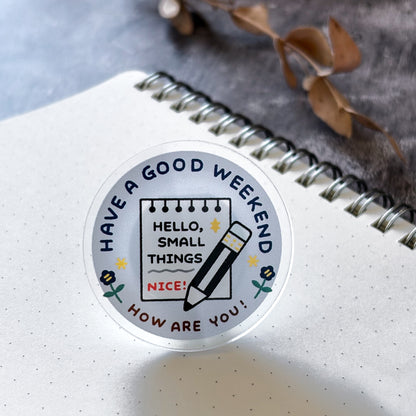 HAVE A GOOD WEEKEND
HELLO,
SMALL
THINGS
NICE!
HOW ARE YOU!